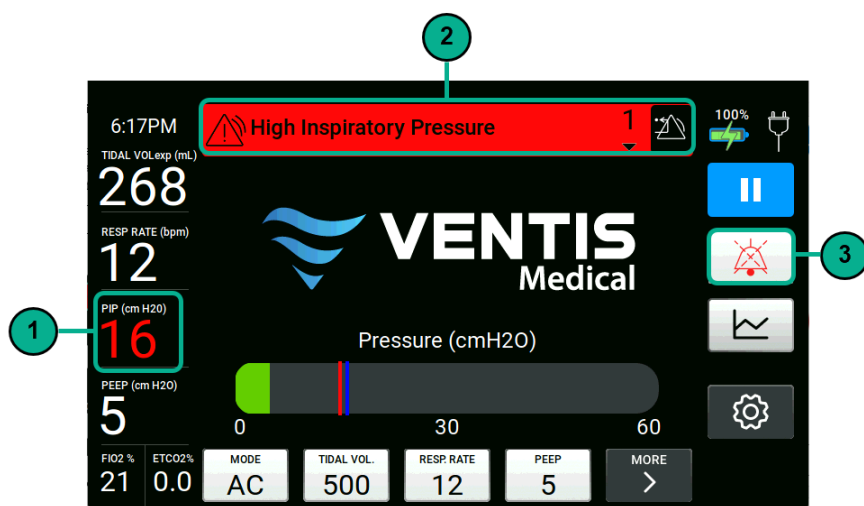 2
6:17PM
High Inspiratory Pressure
1
100%
TIDAL VOLexp (mL)
268
RESP RATE (bpm)
12
3
VENTIS
Medical
1
PIP (cm H20)
16
Pressure (cmH2O)
PEEP (cm H20)
5
0
30
60
FIO2 %
21
ETCO2%
0.0
MODE
AC
TIDAL VOL.
500
RESP. RATE
12
PEEP
5
MORE